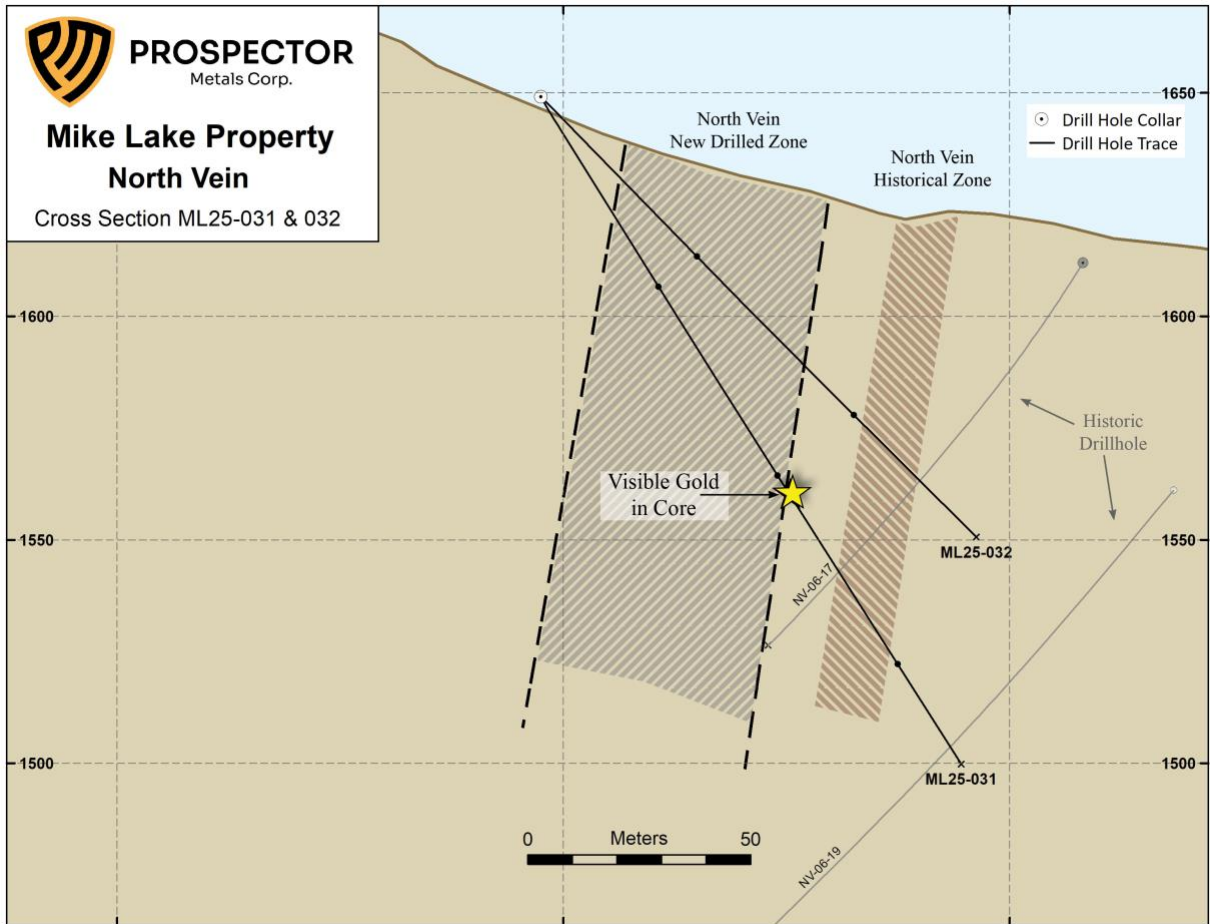 PROSPECTOR
Metals Corp.
Mike Lake Property
North Vein
Cross Section ML25-031 & 032
North Vein
New Drilled Zone
North Vein
Historical Zone
Drill Hole Collar
Drill Hole Trace
1650
1600
1600
Historic
Drillhole
Visible Gold
in Core
1550
1550
ML25-032
NV-06-17
1500
1500
ML25-031
0 Meters 50
NV-06-19